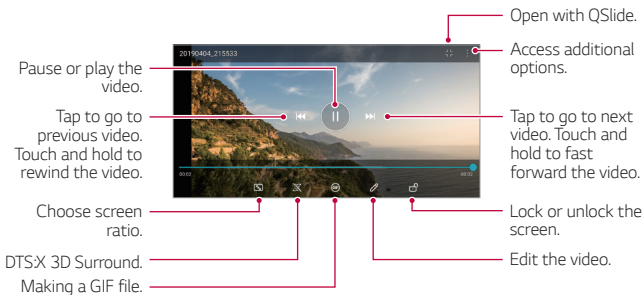 Open with QSlide.
Access additional
options.
20190404_215533
Pause or play the
video.
Tap to go to
previous video.
Touch and hold to
rewind the video.
Tap to go to next
video. Touch and
hold to fast
forward the video.
00:02
00:02
GIF
Choose screen
ratio.
Lock or unlock the
screen.
DTS:X 3D Surround.
Edit the video.
Making a GIF file.